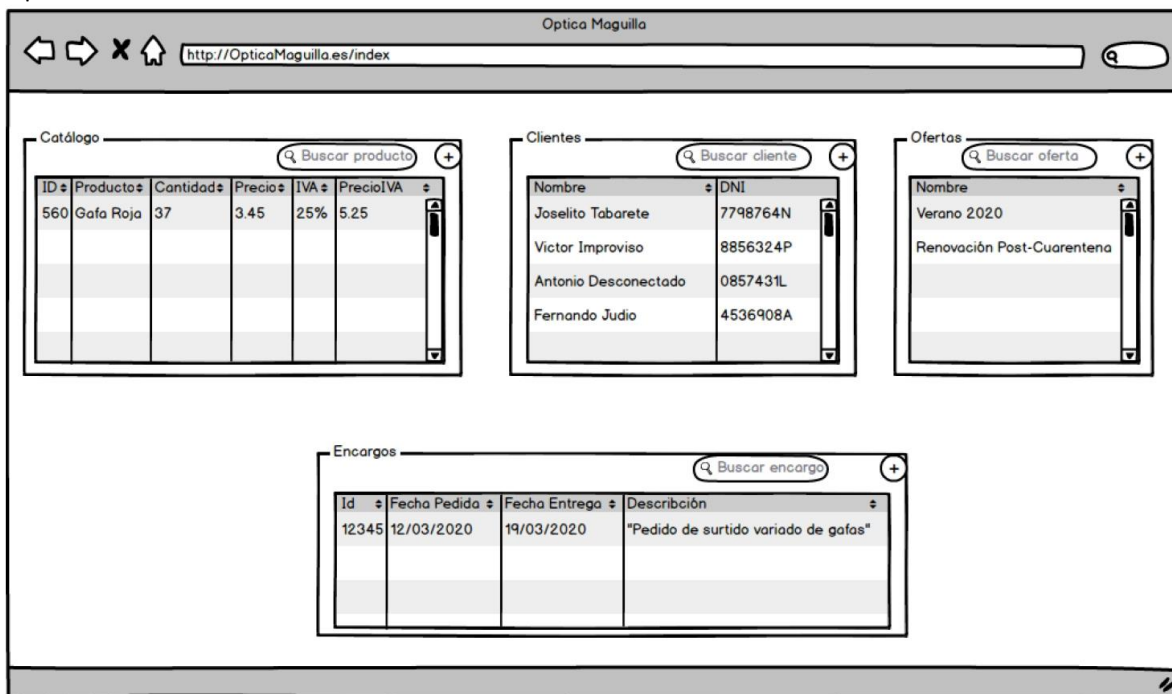 Optica Maguilla
http://OpticaMaguilla.es/index
Catálogo
Buscar producto
+
ID Producto Cantidad Precio IVA PrecioIVA
560 Gafa Roja 37 3.45 25% 5.25
Clientes
Buscar cliente
+
Nombre DNI
Joselito Tabarete 7798764N
Victor Improviso 8856324P
Antonio Desconectado 0857431L
Fernando Judio 4536908A
Ofertas
Buscar oferta
+
Nombre
Verano 2020
Renovación Post-Cuarentena
Encargos
Buscar encargo
+
Id Fecha Pedida Fecha Entrega Describción
12345 12/03/2020 19/03/2020 "Pedido de surtido variado de gafas"